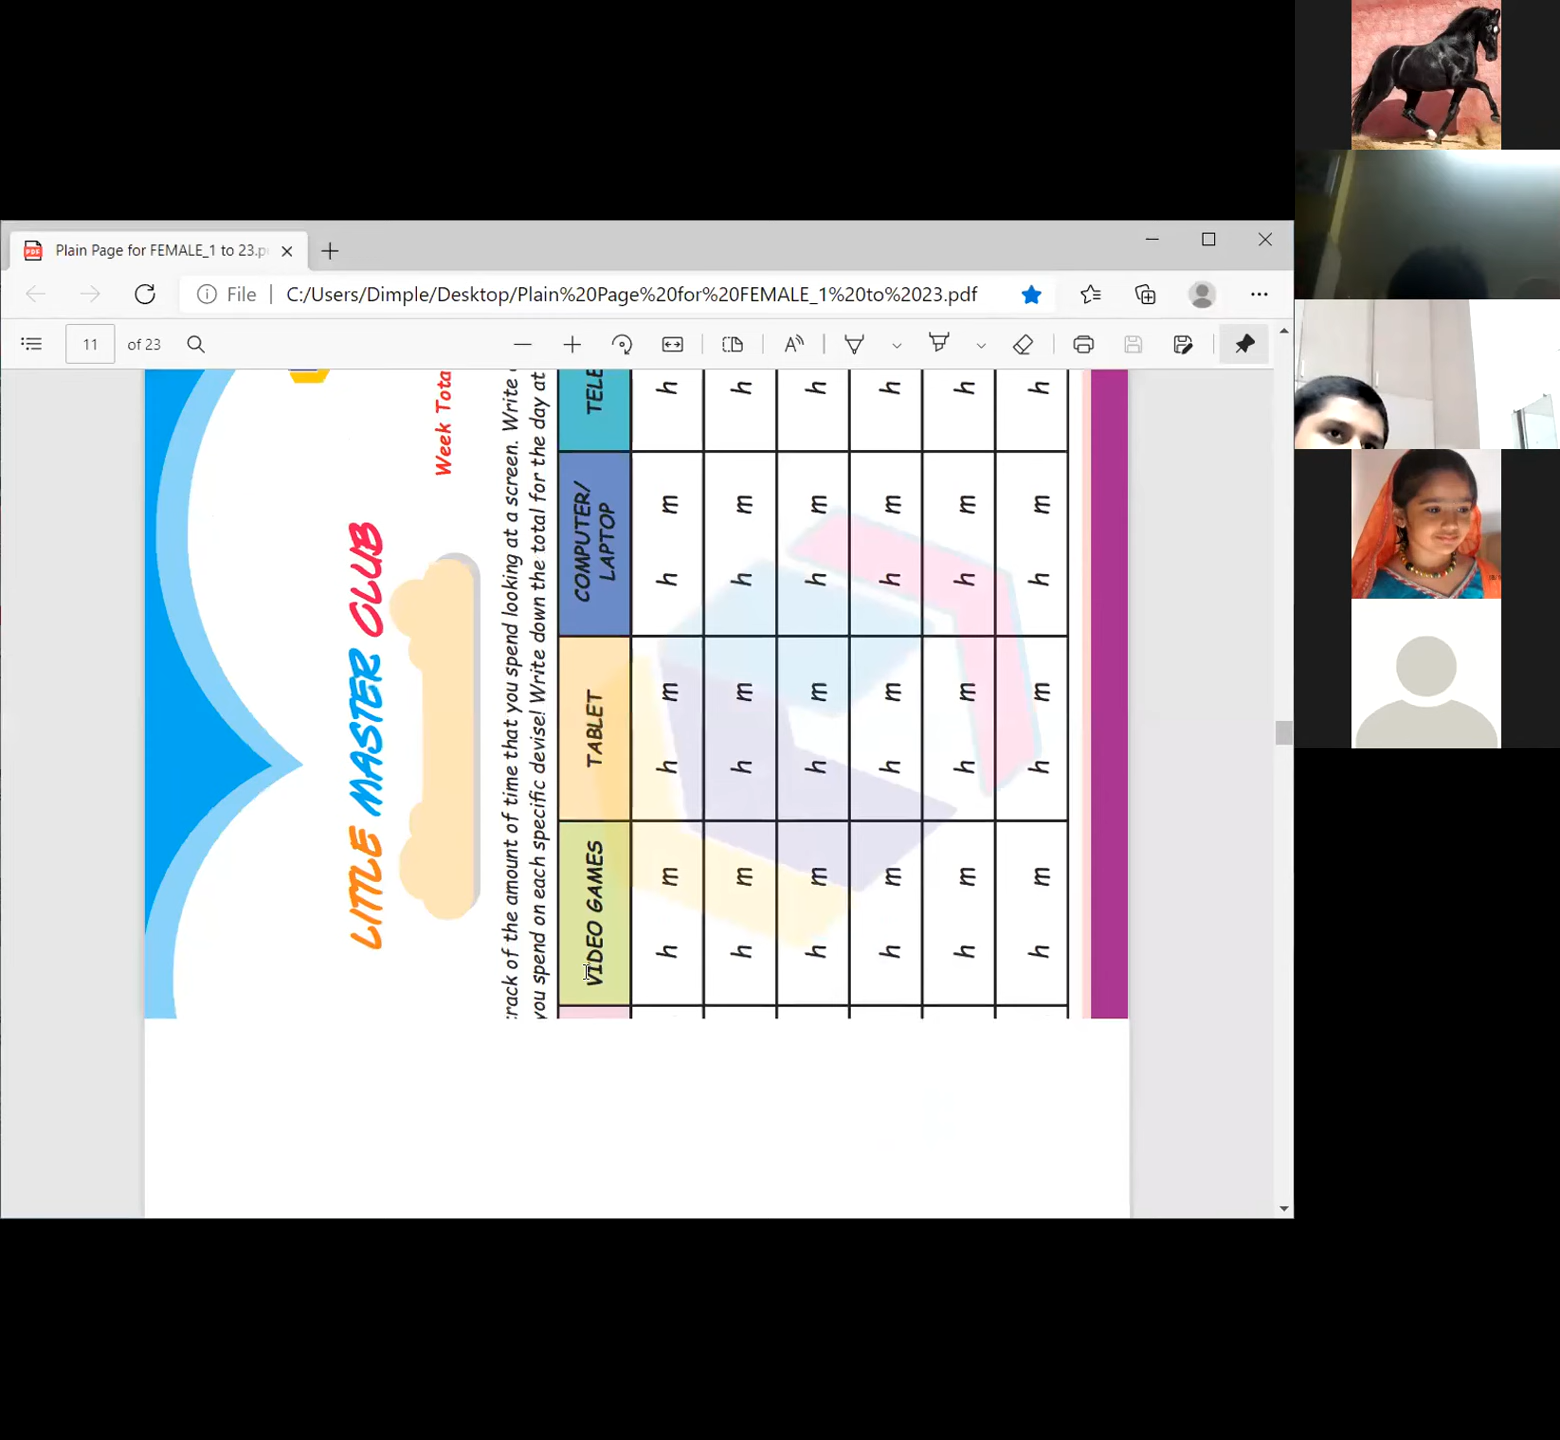 Plain Page for FEMALE_1 to 23.p
File
C:/Users/Dimple/Desktop/Plain%20Page%20for%20FEMALE_1%20to%2023.pdf
11 of 23
LITTLE MASTER CLUB
Week Tota
rack of the amount of time that you spend looking at a screen. Write
you spend on each specific devise! Write down the total for the day at
VIDEO GAMES TABLET COMPUTER/ LAPTOP TELE
h m h m h m h
h m h m h m h
h m h m h m h
h m h m h m h
h m h m h m h
h m h m h m h